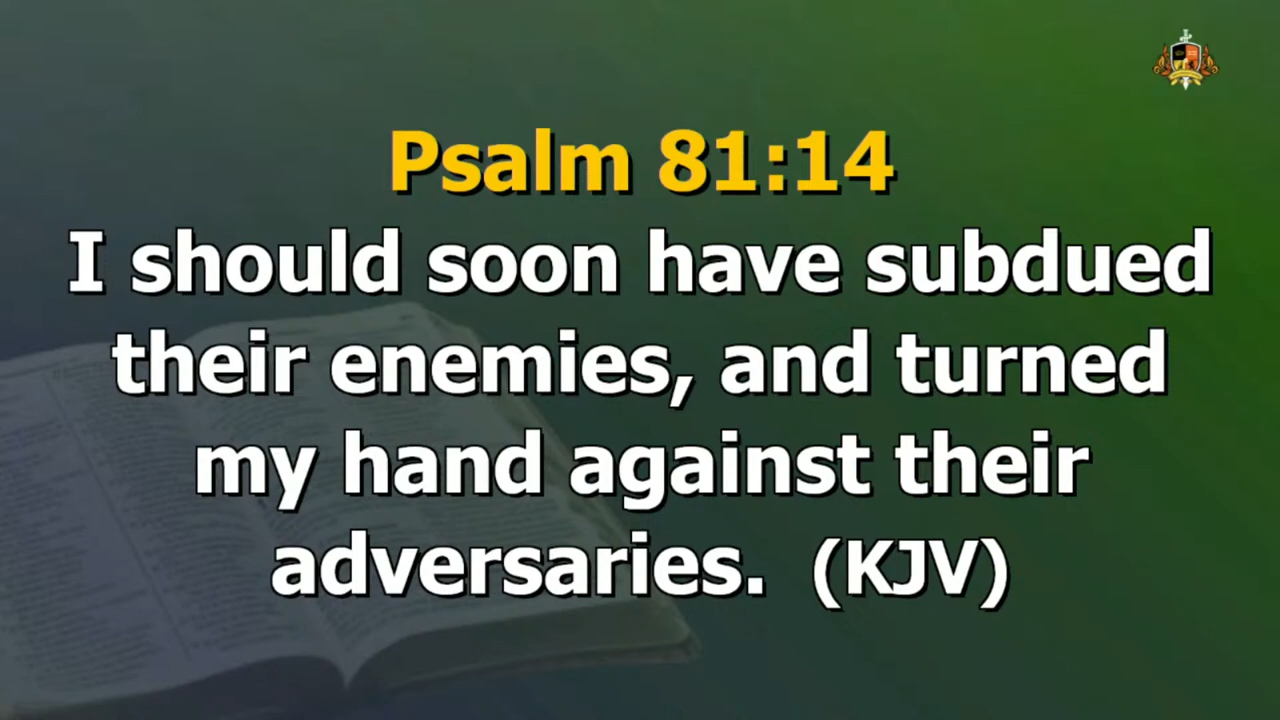 Psalm 81:14
I should soon have subdued
their enemies, and turned
my hand against their
adversaries.  (KJV)